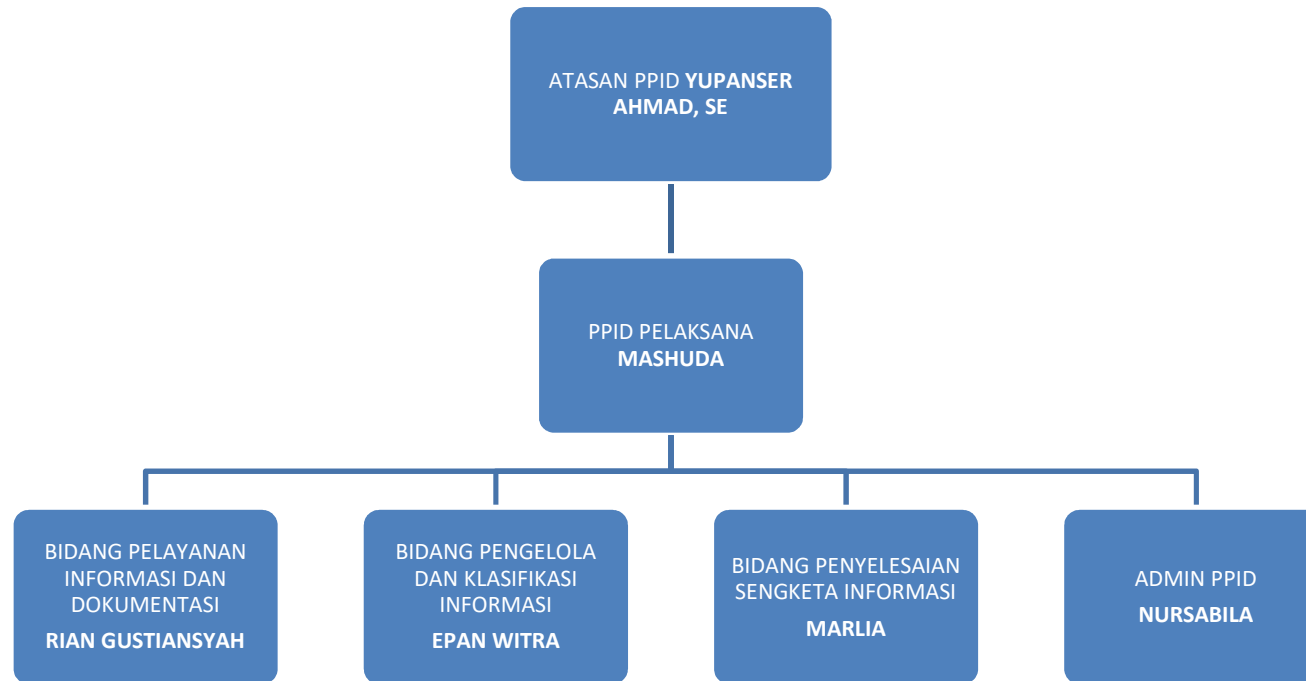 ATASAN PPID YUPANSER
AHMAD, SE
PPID PELAKSANA
MASHUDA
BIDANG PELAYANAN
INFORMASI DAN
DOKUMENTASI
RIAN GUSTIANSYAH
BIDANG PENGELOLA
DAN KLASIFIKASI
INFORMASI
EPAN WITRA
BIDANG PENYELESAIAN
SENGKETA INFORMASI
MARLIA
ADMIN PPID
NURSABILA